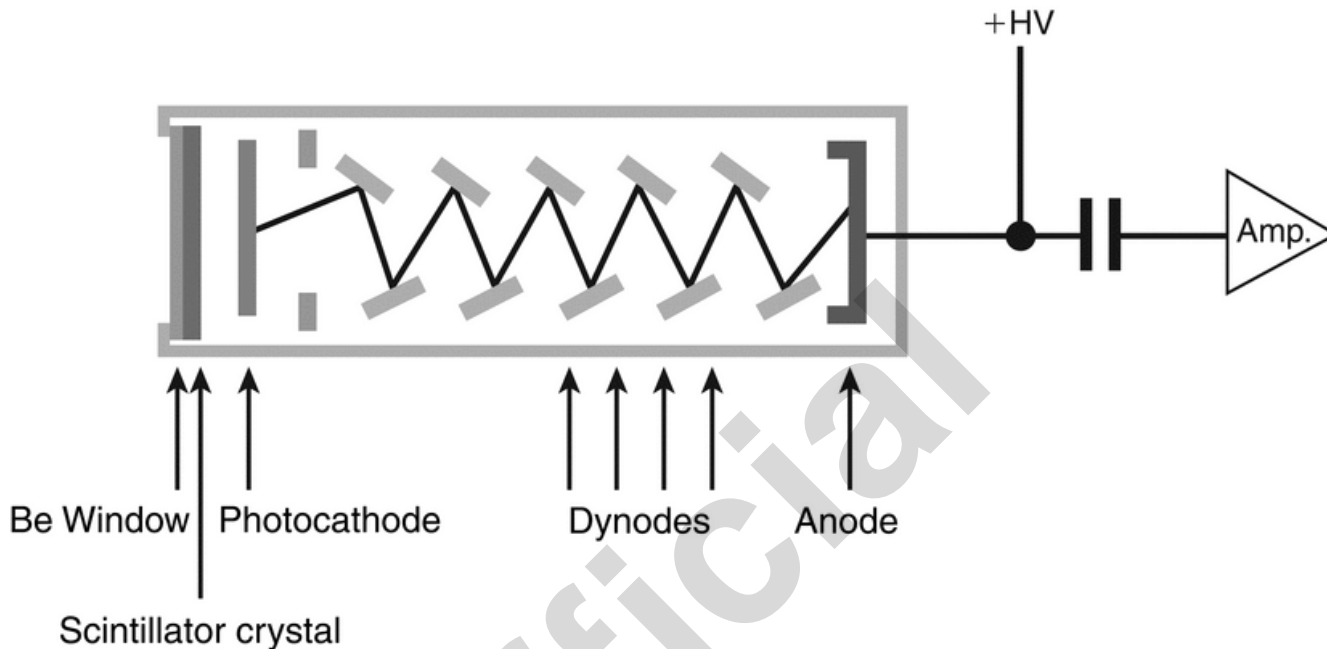 +HV
Amp.
Be Window Photocathode Dynodes Anode
Scintillator crystal